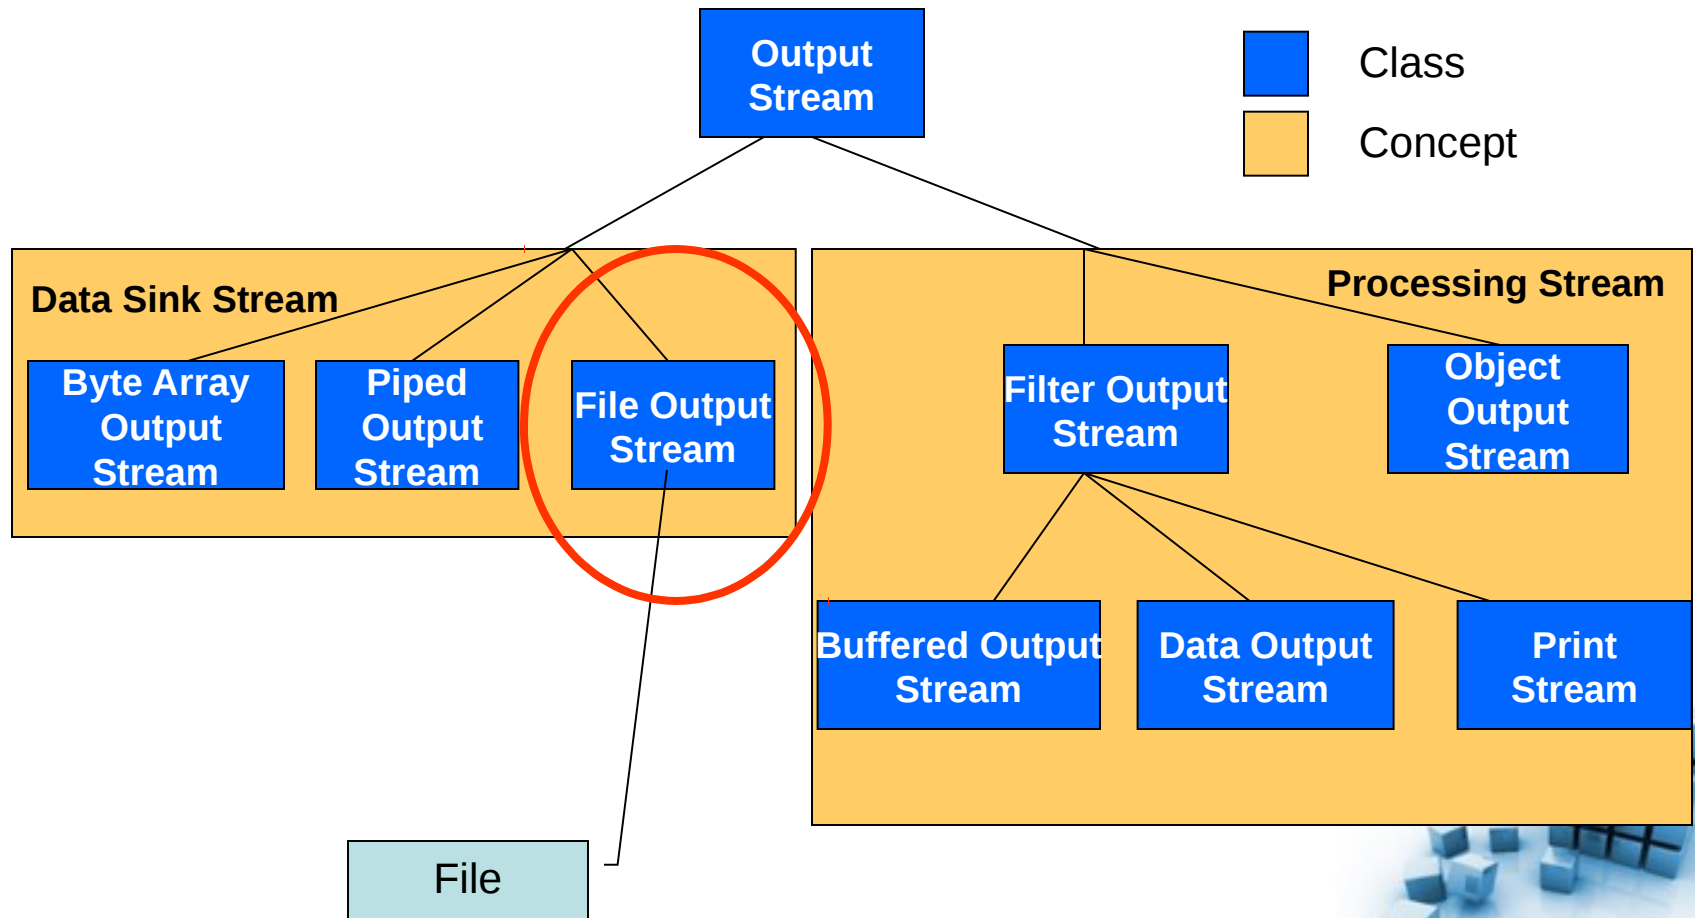 Output
Stream
Class
Concept
Data Sink Stream
Processing Stream
Byte Array
Output
Stream
Piped
Output
Stream
File Output
Stream
Filter Output
Stream
Object
Output
Stream
Buffered Output
Stream
Data Output
Stream
Print
Stream
File